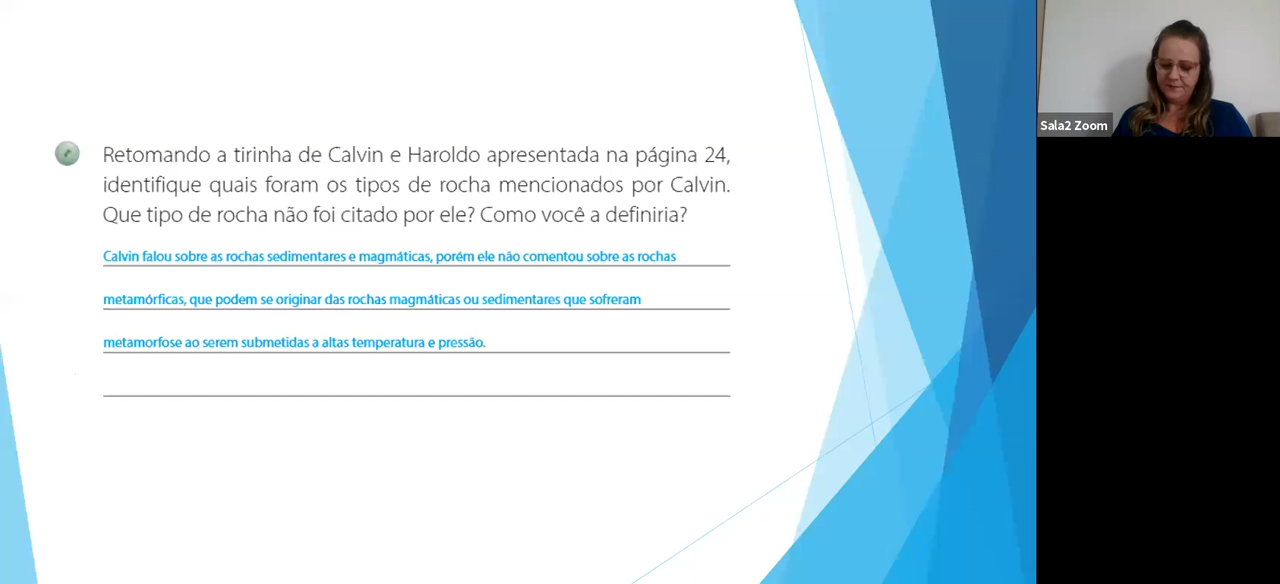 Retomando a tirinha de Calvin e Haroldo apresentada na página 24,
identifique quais foram os tipos de rocha mencionados por Calvin.
Que tipo de rocha não foi citado por ele? Como você a definiria?
Calvin falou sobre as rochas sedimentares e magmáticas, porém ele não comentou sobre as rochas
metamórficas, que podem se originar das rochas magmáticas ou sedimentares que sofreram
metamorfose ao serem submetidas a altas temperatura e pressão.
Sala2 Zoom